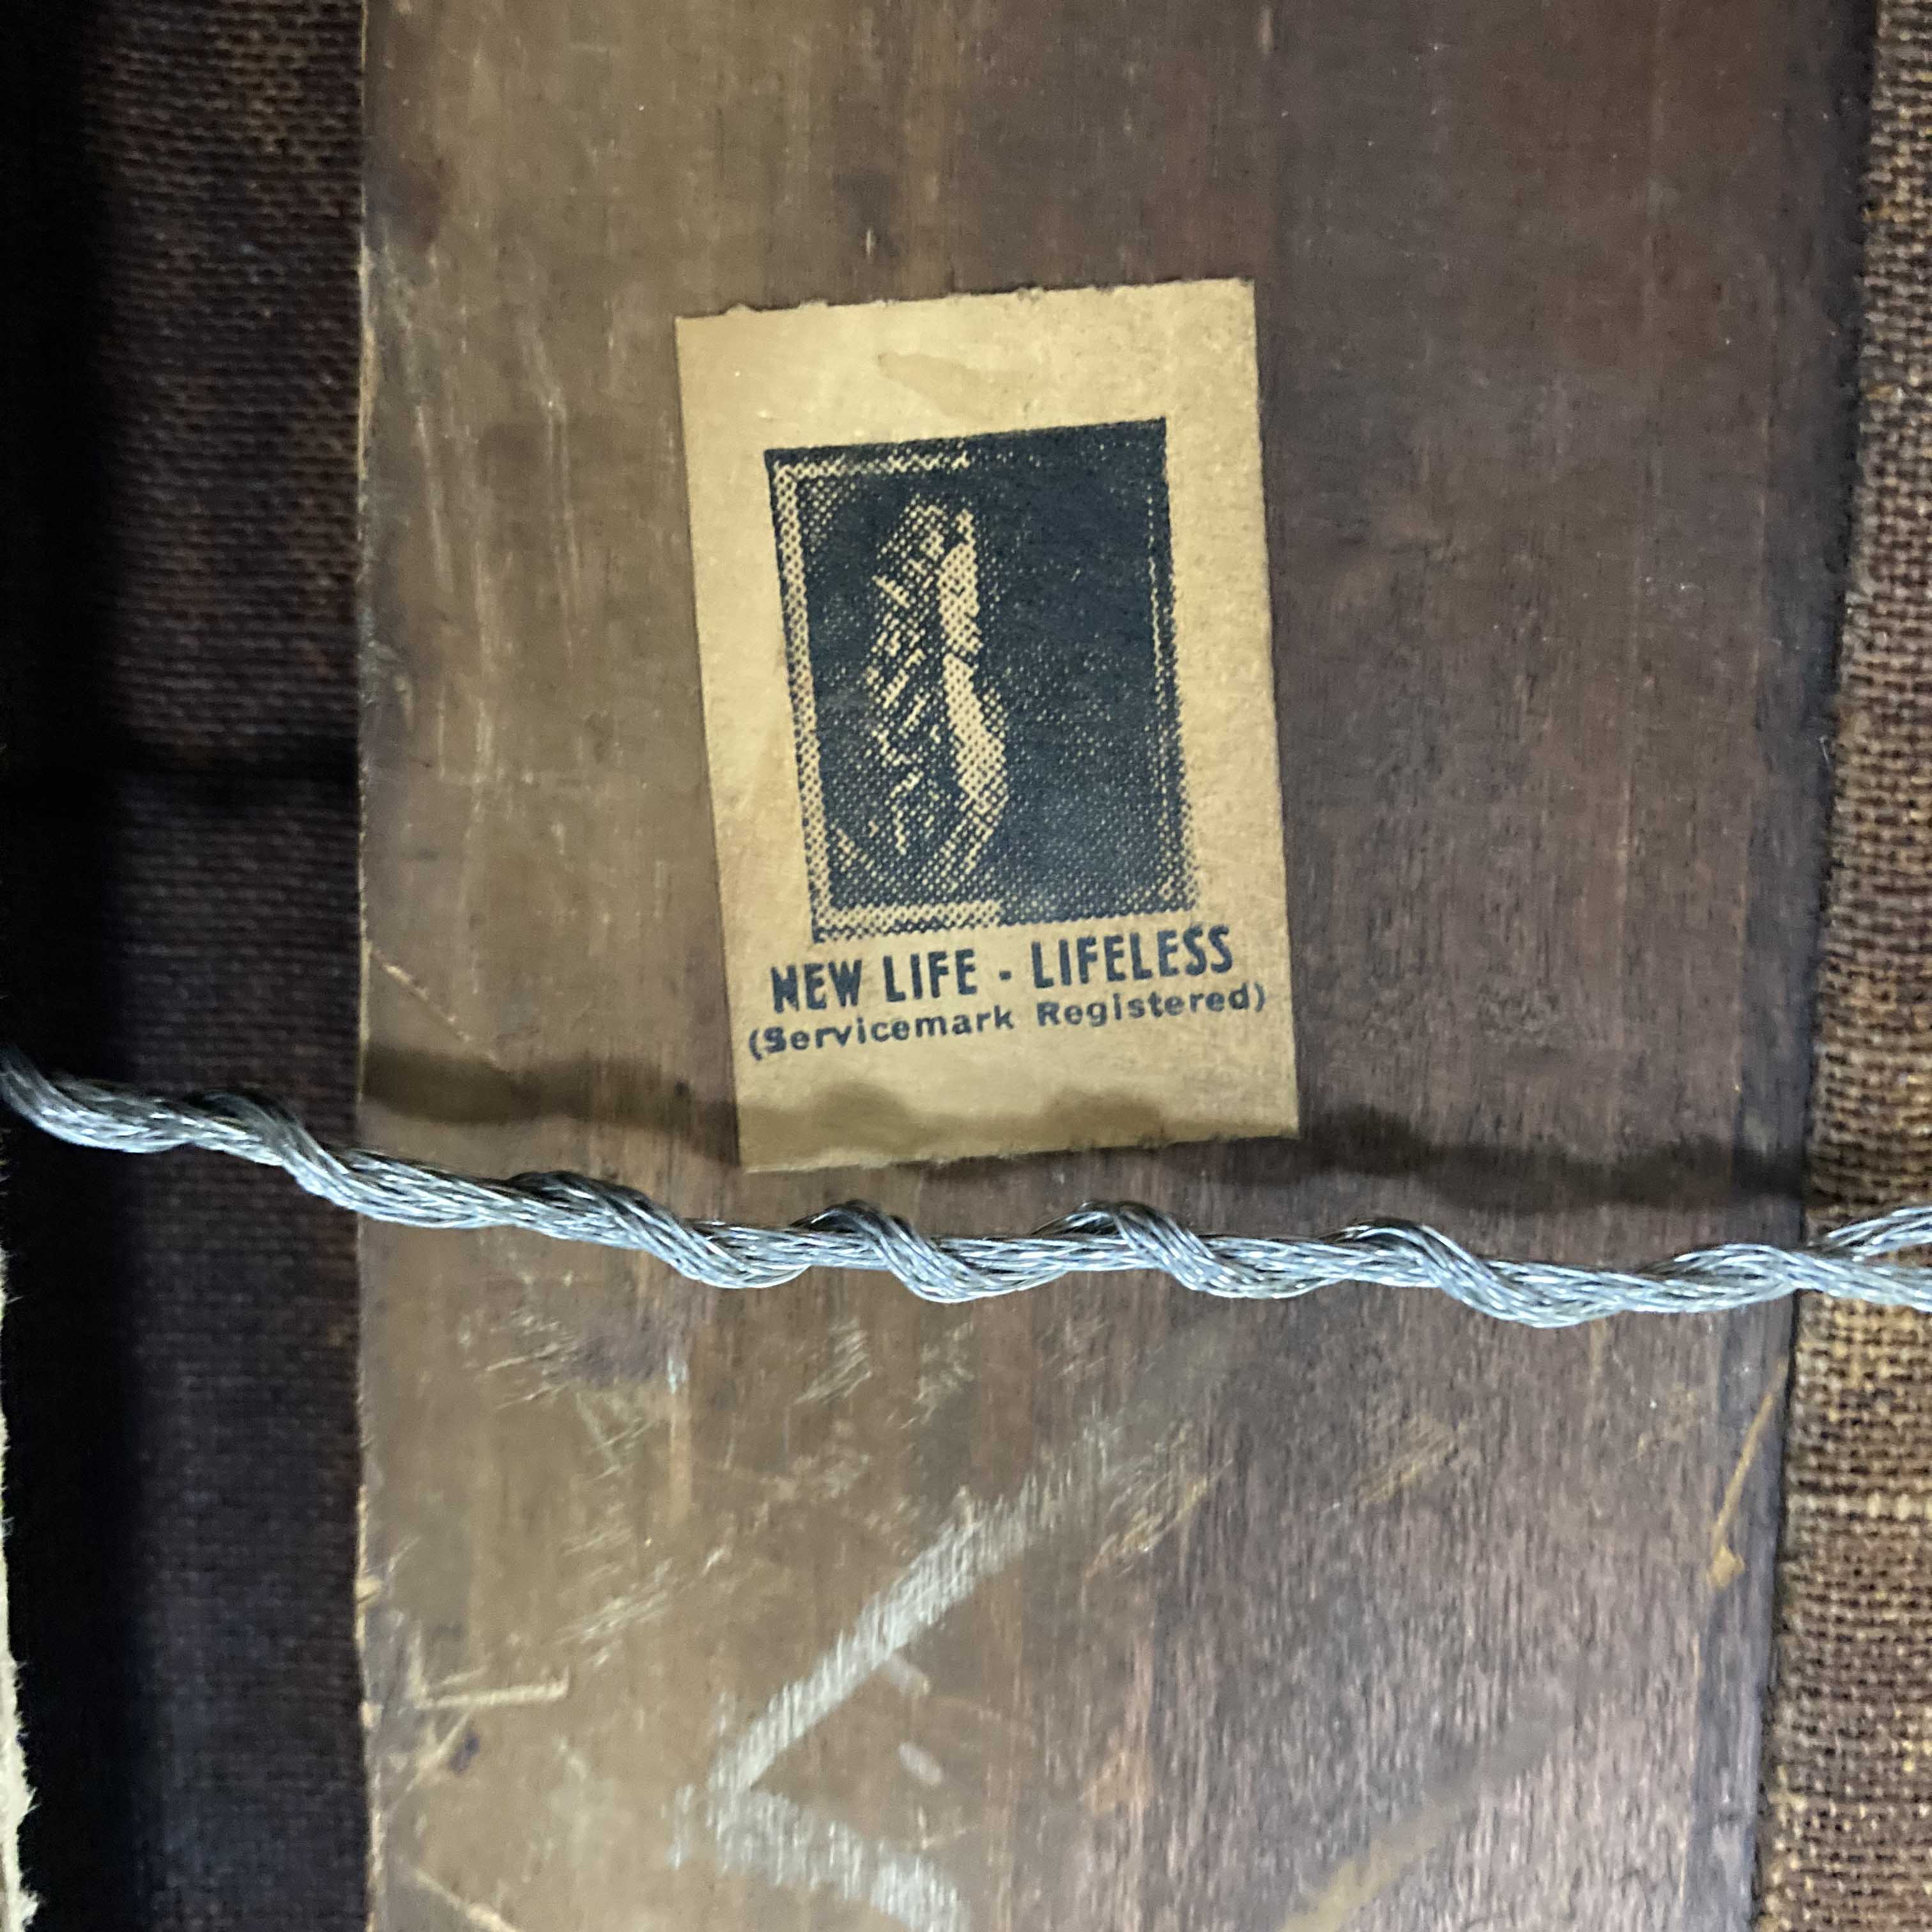 NEW LIFE - LIFELESS
(Servicemark Registered)